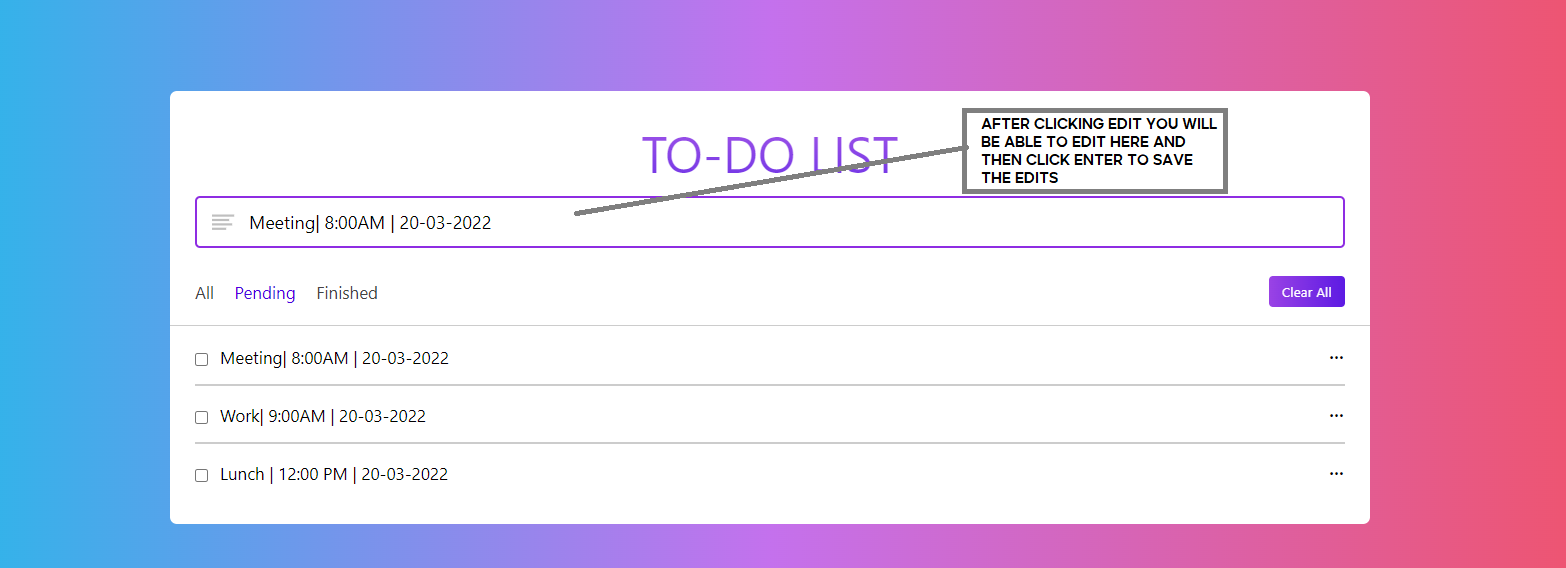 TO-DO LIST
AFTER CLICKING EDIT YOU WILL
BE ABLE TO EDIT HERE AND
THEN CLICK ENTER TO SAVE
THE EDITS
Meeting| 8:00AM | 20-03-2022
All Pending Finished Clear All
Meeting| 8:00AM | 20-03-2022
Work| 9:00AM | 20-03-2022
Lunch | 12:00 PM | 20-03-2022